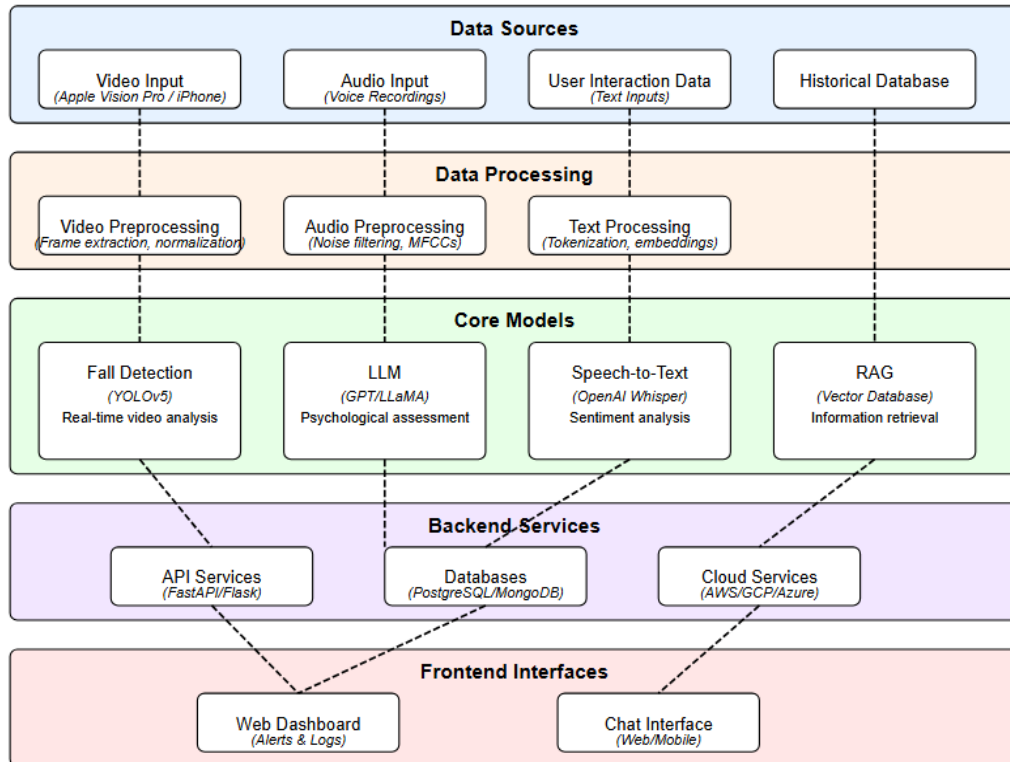 Data Sources
Video Input
(Apple Vision Pro / iPhone)
Audio Input
(Voice Recordings)
User Interaction Data
(Text Inputs)
Historical Database
Data Processing
Video Preprocessing
(Frame extraction, normalization)
Audio Preprocessing
(Noise filtering, MFCCs)
Text Processing
(Tokenization, embeddings)
Core Models
Fall Detection
(YOLOv5)
Real-time video analysis
LLM
(GPT/LLaMA)
Psychological assessment
Speech-to-Text
(OpenAI Whisper)
Sentiment analysis
RAG
(Vector Database)
Information retrieval
Backend Services
API Services
(FastAPI/Flask)
Databases
(PostgreSQL/MongoDB)
Cloud Services
(AWS/GCP/Azure)
Frontend Interfaces
Web Dashboard
(Alerts & Logs)
Chat Interface
(Web/Mobile)